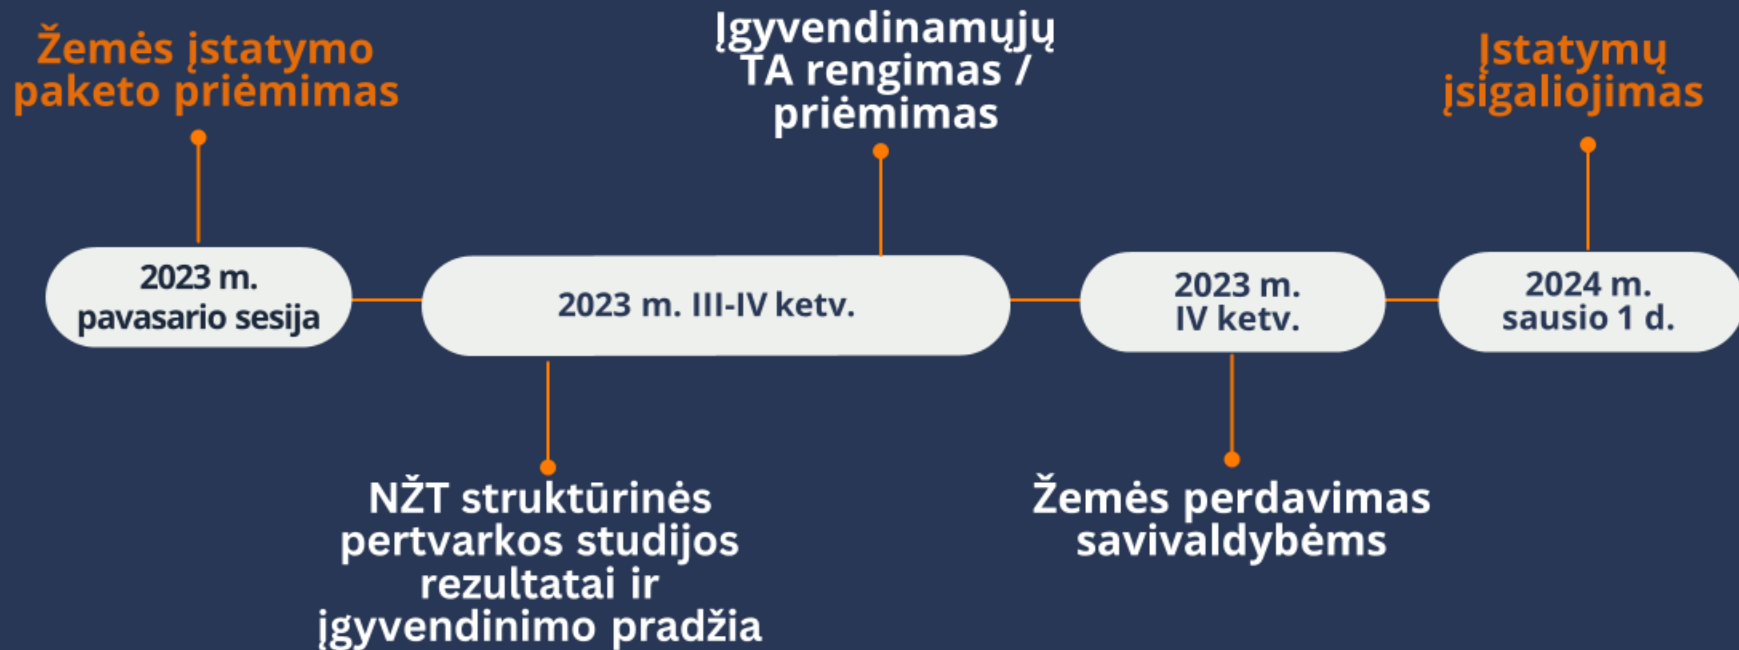 Žemės įstatymo
paketo priėmimas
Įgyvendinamųjų
TA rengimas /
priėmimas
Įstatymų
įsigaliojimas
2023 m.
pavasario sesija
2023 m. III-IV ketv.
2023 m.
IV ketv.
2024 m.
sausio 1 d.
NŽT struktūrinės
pertvarkos studijos
rezultatai ir
įgyvendinimo pradžia
Žemės perdavimas
savivaldybėms